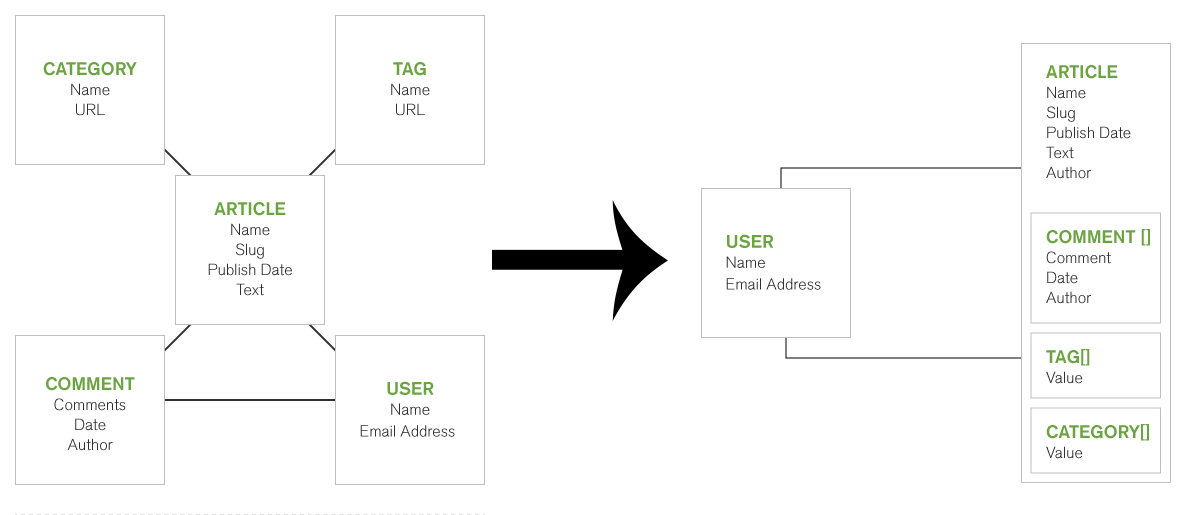 CATEGORY
Name
URL
TAG
Name
URL
ARTICLE
Name
Slug
Publish Date
Text
COMMENT
Comments
Date
Author
USER
Name
Email Address
USER
Name
Email Address
ARTICLE
Name
Slug
Publish Date
Text
Author
COMMENT []
Comment
Date
Author
TAG[]
Value
CATEGORY[]
Value